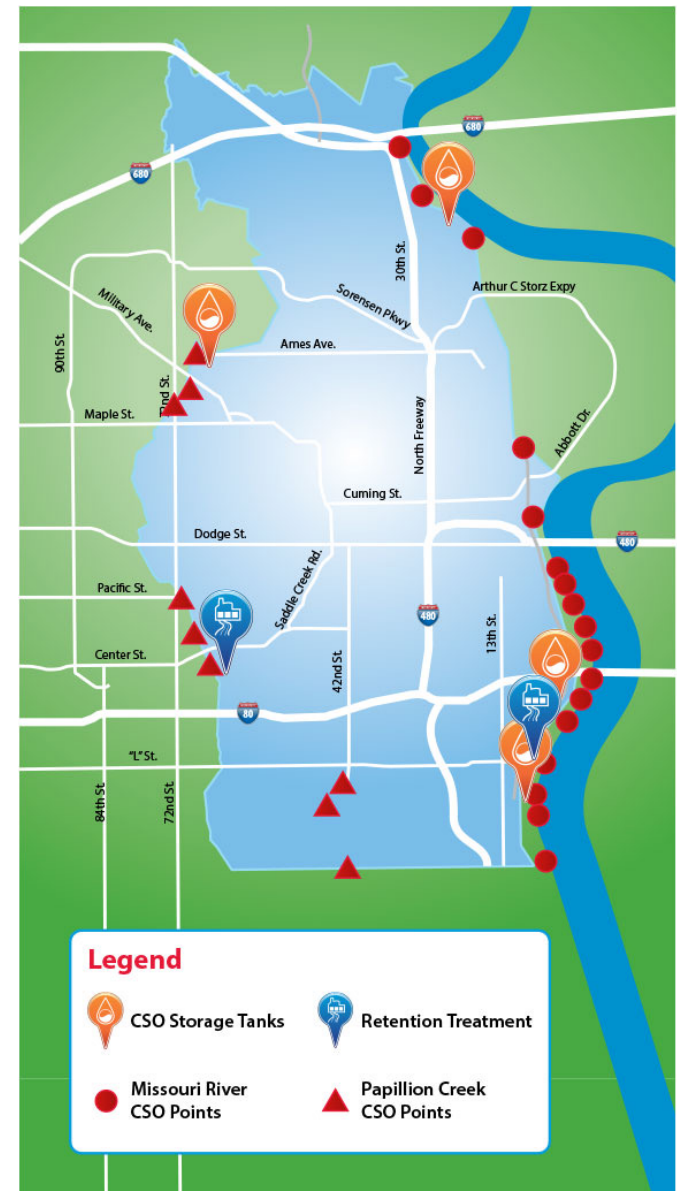 680
680
30th St.
Arthur C Storz Expy
Sorensen Pkwy
Military Ave.
90th St.
Ames Ave.
72nd St.
Maple St.
North Freeway
Abbott Dr.
Cuming St.
Dodge St.
480
Saddle Creek Rd.
Pacific St.
480
13th St.
Center St.
42nd St.
80
"L" St.
84th St.
72nd St.
Legend
CSO Storage Tanks
Retention Treatment
Missouri River
CSO Points
Papillion Creek
CSO Points